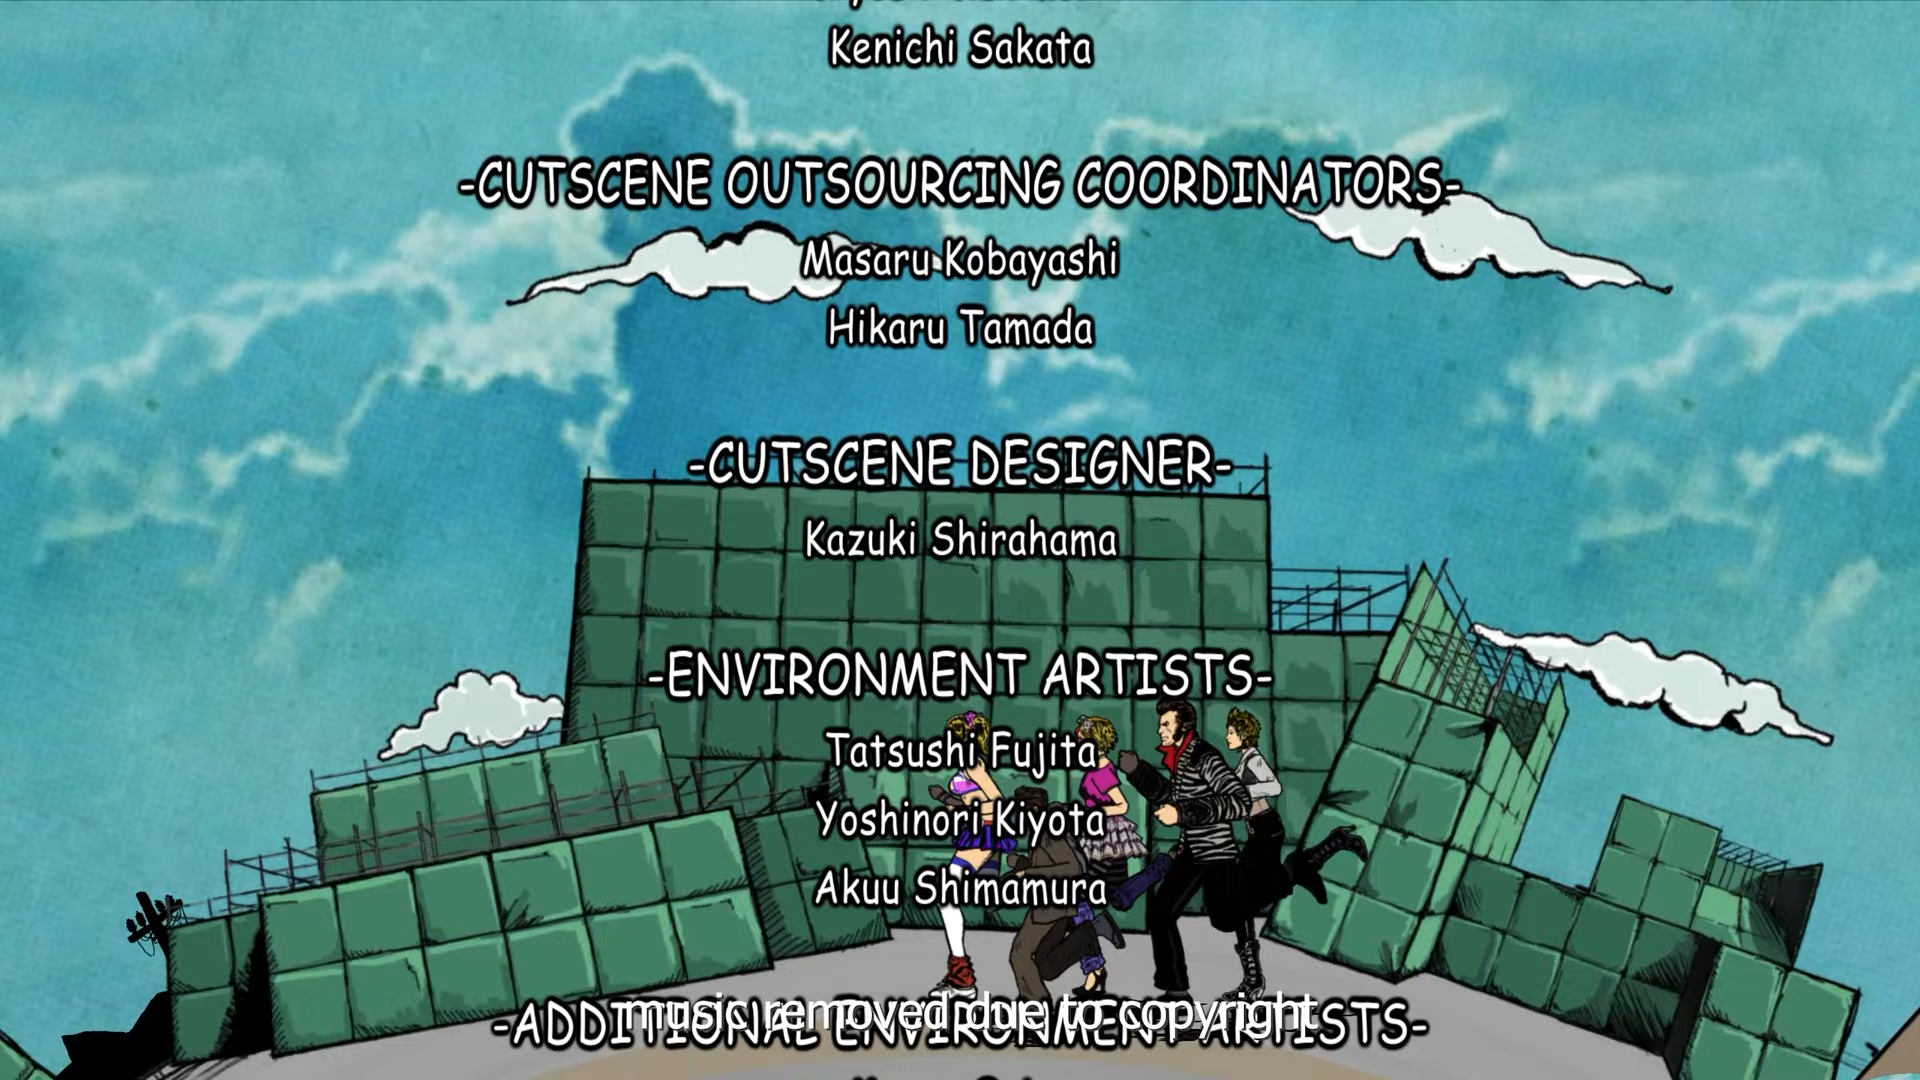 Kenichi Sakata
-CUTSCENE OUTSOURCING COORDINATORS-
Masaru Kobayashi
Hikaru Tamada
-CUTSCENE DESIGNER-
Kazuki Shirahama
-ENVIRONMENT ARTISTS-
Tatsushi Fujita
Yoshinori Kiyota
Akuu Shimamura
music removed due to copyright
-ADDITIONAL ENVIRONMENT ARTISTS-